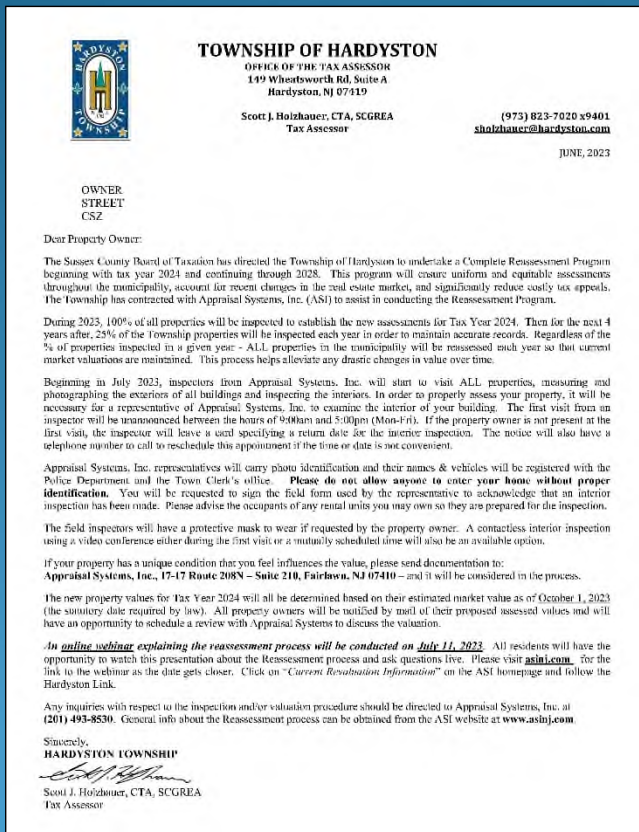 HARDYSTON
TOWNSHIP
TOWNSHIP OF HARDYSTON
OFFICE OF THE TAX ASSESSOR
149 Wheatsworth Rd, Suite A
Hardyston, NJ 07419
Scott J. Holzhauer, CTA, SCGREA
Tax Assessor
(973) 823-7020 x9401
sholzhauer@hardyston.com
JUNE, 2023
OWNER
STREET
CSZ
Dear Property Owner:
The Sussex County Board of Taxation has directed the Township of Hardyston to undertake a Complete Reassessment Program
beginning with tax year 2024 and continuing through 2028. This program will ensure uniform and equitable assessments
throughout the municipality, account for recent changes in the real estate market, and significantly reduce costly tax appeals.
The Township has contracted with Appraisal Systems, Inc. (ASI) to assist in conducting the Reassessment Program.
During 2023, 100% of all properties will be inspected to establish the new assessments for Tax Year 2024. Then for the next 4
years after, 25% of the Township properties will be inspected each year in order to maintain accurate records. Regardless of the
% of properties inspected in a given year - ALL properties in the municipality will be reassessed each year so that current
market valuations are maintained. This process helps alleviate any drastic changes in value over time.
Beginning in July 2023, inspectors from Appraisal Systems, Inc. will start to visit ALL properties, measuring and
photographing the exteriors of all buildings and inspecting the interiors. In order to properly assess your property, it will be
necessary for a representative of Appraisal Systems, Inc. to examine the interior of your building. The first visit from an
inspector will be unannounced between the hours of 9:00am and 5:00pm (Mon-Fri). If the property owner is not present at the
first visit, the inspector will leave a card specifying a return date for the interior inspection. The notice will also have a
telephone number to call to reschedule this appointment if the time or date is not convenient.
Appraisal Systems, Inc. representatives will carry photo identification and their names & vehicles will be registered with the
Police Department and the Town Clerk's office. Please do not allow anyone to enter your home without proper
identification. You will be requested to sign the field form used by the representative to acknowledge that an interior
inspection has been made. Please advise the occupants of any rental units you may own so they are prepared for the inspection.
The field inspectors will have a protective mask to wear if requested by the property owner. A contactless interior inspection
using a video conference either during the first visit or a mutually scheduled time will also be an available option.
If your property has a unique condition that you feel influences the value, please send documentation to:
Appraisal Systems, Inc., 17-17 Route 208N – Suite 210, Fairlawn, NJ 07410 – and it will be considered in the process.
The new property values for Tax Year 2024 will all be determined based on their estimated market value as of October 1, 2023
(the statutory date required by law). All property owners will be notified by mail of their proposed assessed values and will
have an opportunity to schedule a review with Appraisal Systems to discuss the valuation.
An online webinar explaining the reassessment process will be conducted on July 11, 2023. All residents will have the
opportunity to watch this presentation about the Reassessment process and ask questions live. Please visit asinj.com for the
link to the webinar as the date gets closer. Click on "Current Revaluation Information" on the ASI homepage and follow the
Hardyston Link.
Any inquiries with respect to the inspection and/or valuation procedure should be directed to Appraisal Systems, Inc. at
(201) 493-8530. General info about the Reassessment process can be obtained from the ASI website at www.asinj.com.
Sincerely,
HARDYSTON TOWNSHIP
Scott J. Holzhauer, CTA, SCGREA
Tax Assessor